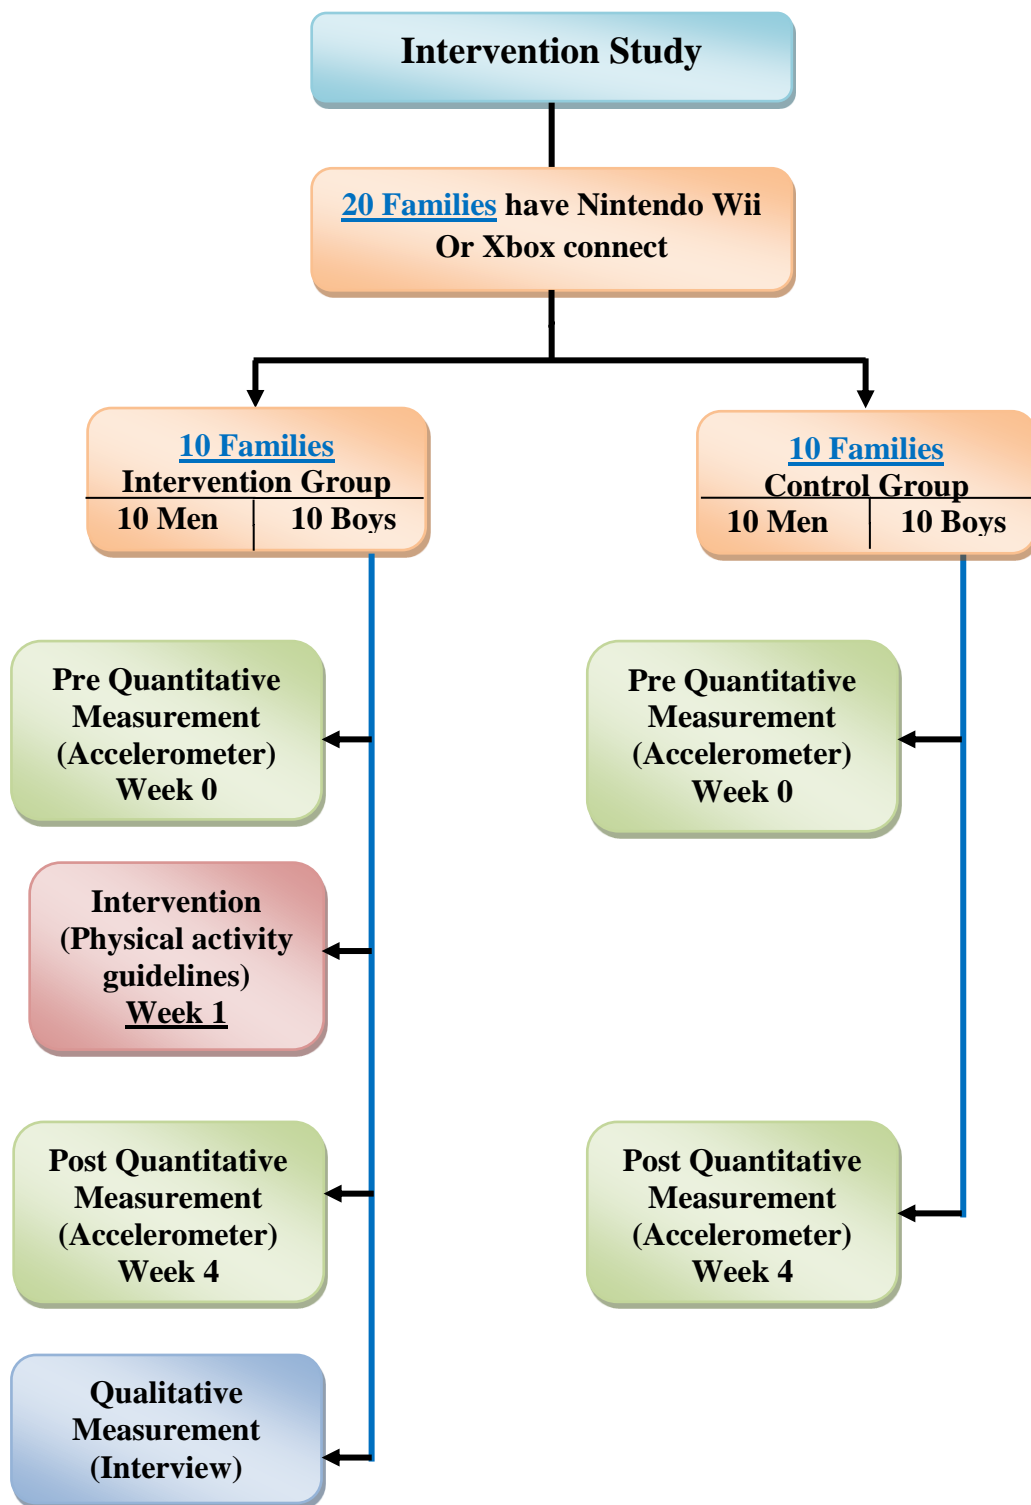 Intervention Study
20 Families have Nintendo Wii
Or Xbox connect
10 Families
Intervention Group
10 Men
10 Boys
10 Families
Control Group
10 Men
10 Boys
Pre Quantitative
Measurement
(Accelerometer)
Week 0
Pre Quantitative
Measurement
(Accelerometer)
Week 0
Intervention
(Physical activity
guidelines)
Week 1
Post Quantitative
Measurement
(Accelerometer)
Week 4
Post Quantitative
Measurement
(Accelerometer)
Week 4
Qualitative
Measurement
(Interview)